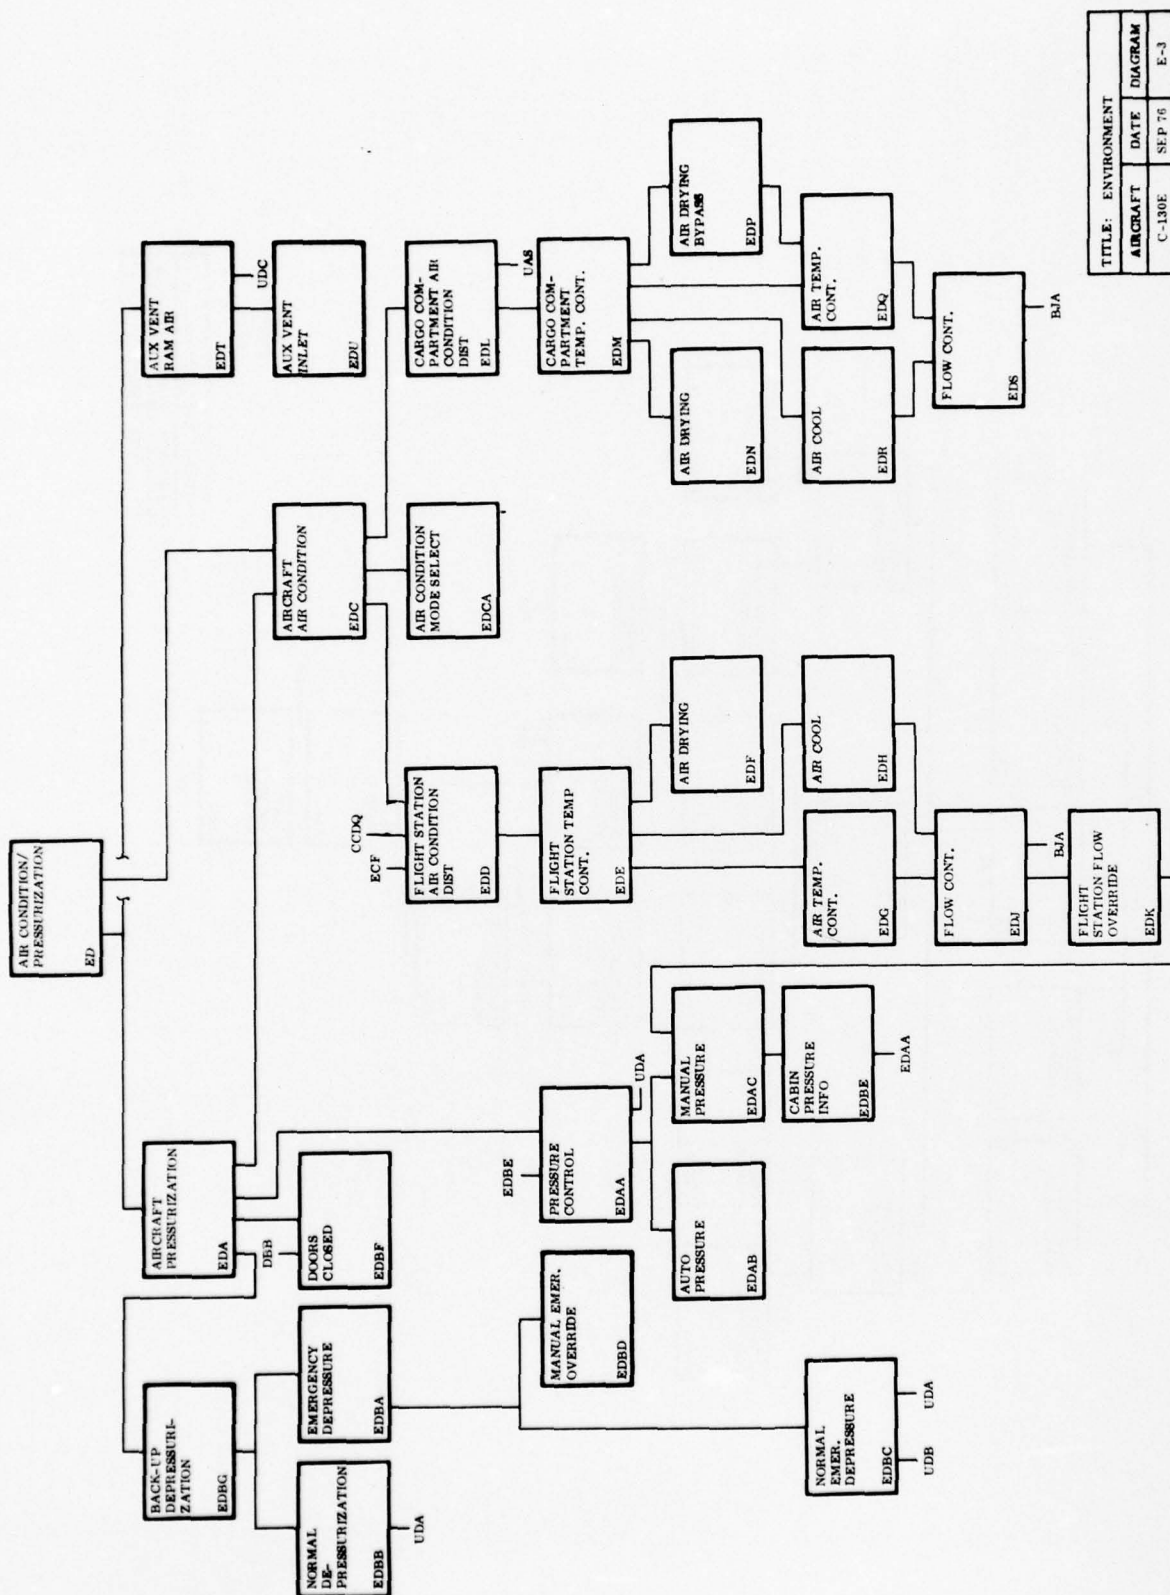 AIR CONDITION/
PRESSURIZATION
ED
AIRCRAFT
PRESSURIZATION
EDA
AUX VENT
RAM AIR
EDT
UDC
AUX VENT
INLET
EDU
BACK-UP
DEPRESSURI-
ZATION
EDBG
DBB
DOORS
CLOSED
EDBF
EMERGENCY
DEPRESSURE
EDBA
NORMAL
DE-
PRESSURIZATION
EDBB
UDA
AIRCRAFT
AIR CONDITION
EDC
AIR CONDITION
MODE SELECT
EDCA
ECF
CCDQ
FLIGHT STATION
AIR CONDITION
DIST
EDD
CARGO COM-
PARTMENT AIR
CONDITION
DIST
EDL
UAS
MANUAL EMER.
OVERRIDE
EDBD
EDBE
PRESSURE
CONTROL
EDAA
UDA
FLIGHT
STATION TEMP
CONT.
EDE
CARGO COM-
PARTMENT
TEMP. CONT.
EDM
AUTO
PRESSURE
EDAB
MANUAL
PRESSURE
EDAC
AIR DRYING
EDF
AIR DRYING
EDN
AIR DRYING
BYPASS
EDP
NORMAL
EMER.
DEPRESSURE
EDBC
UDB
UDA
CABIN
PRESSURE
INFO
EDBE
EDAA
AIR TEMP.
CONT.
EDG
AIR COOL
EDH
AIR COOL
EDR
AIR TEMP.
CONT.
EDQ
FLOW CONT.
EDJ
BJA
FLOW CONT.
EDS
BJA
FLIGHT
STATION FLOW
OVERRIDE
EDK
TITLE: ENVIRONMENT
AIRCRAFT DATE DIAGRAM
C-130E SEP 76 E-3